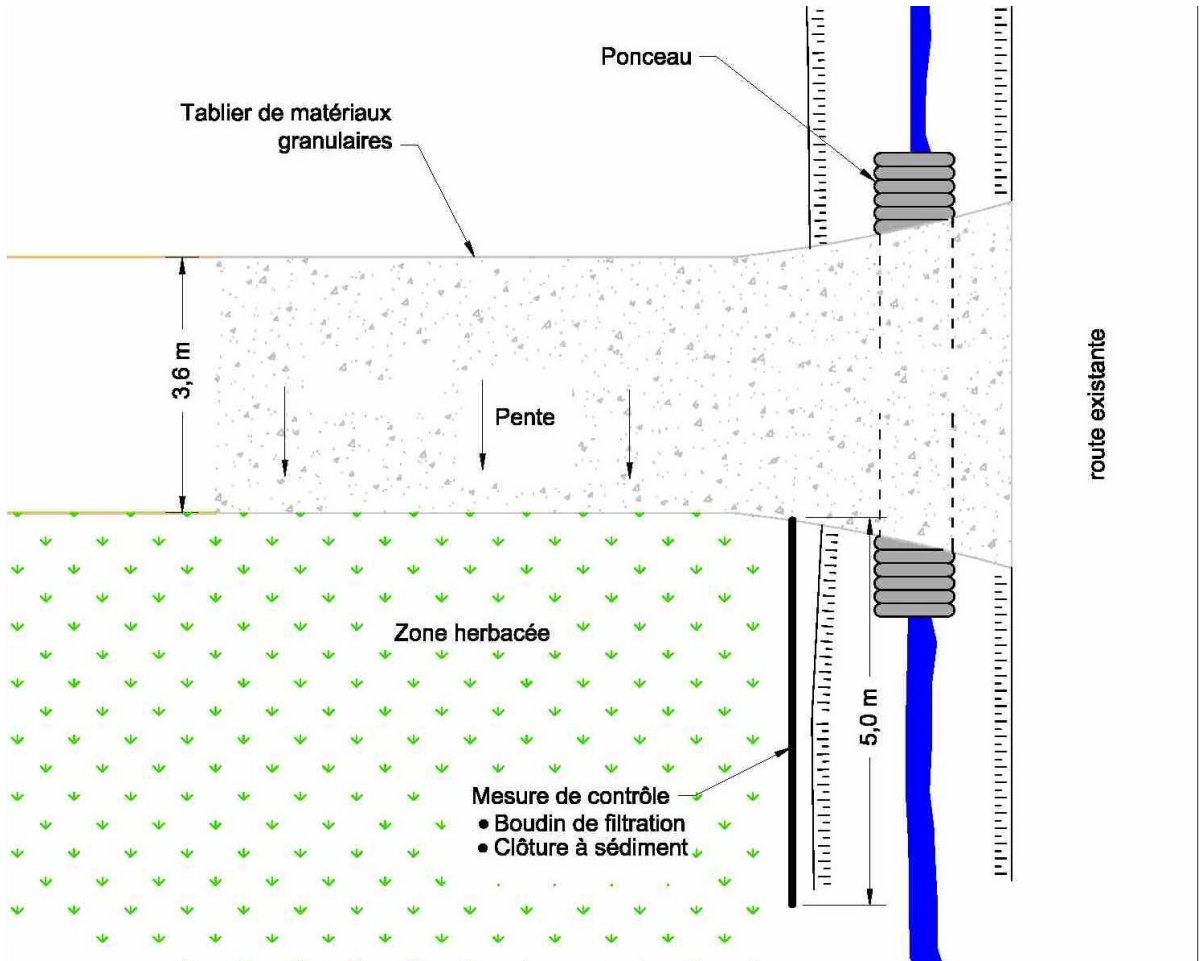 Ponceau
Tablier de matériaux
granulaires
3,6 m
Pente
route existante
Zone herbacée
5,0 m
Mesure de contrôle
• Boudin de filtration
• Clôture à sédiment